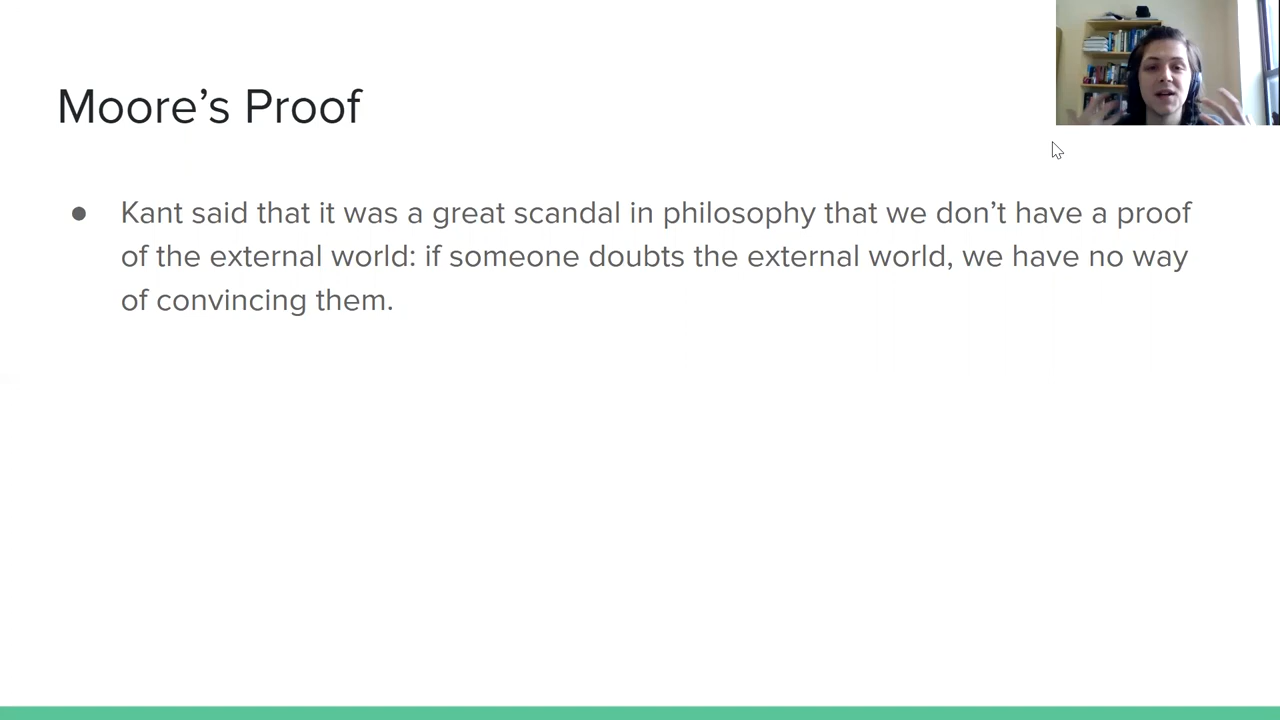 Moore’s Proof
● Kant said that it was a great scandal in philosophy that we don’t have a proof
of the external world: if someone doubts the external world, we have no way
of convincing them.